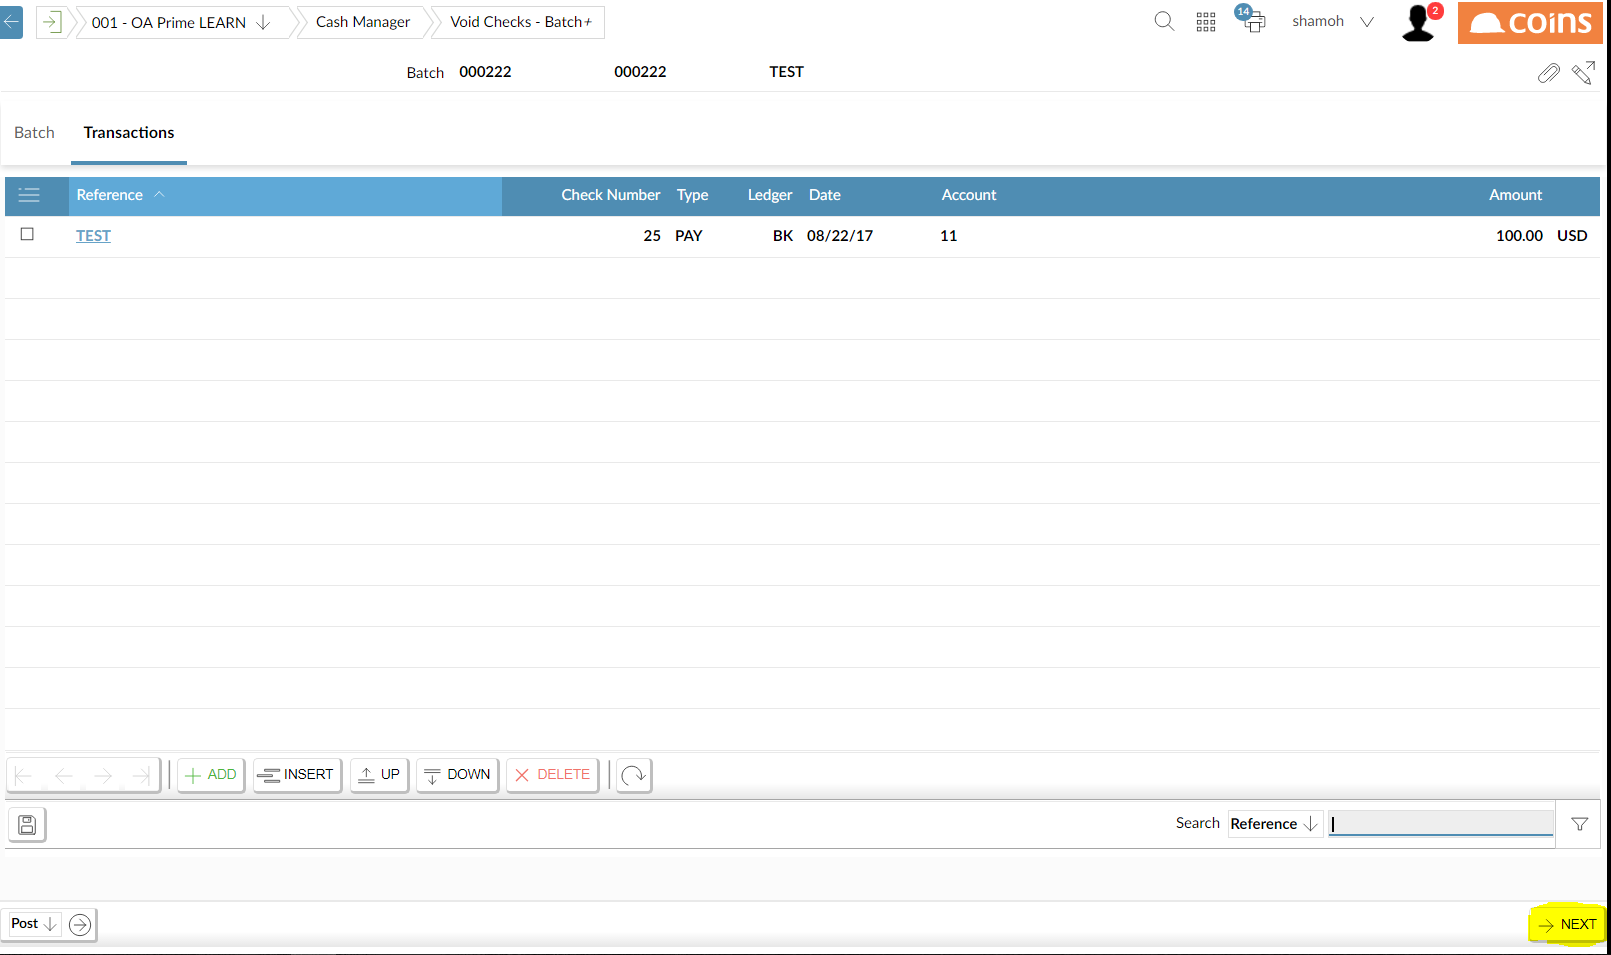 001 - OA Prime LEARN
Cash Manager
Void Checks - Batch+
14
shamoh
2
coins
Batch 000222 000222 TEST
Batch Transactions
Reference Check Number Type Ledger Date Account Amount
TEST 25 PAY BK 08/22/17 11 100.00 USD
ADD INSERT UP DOWN DELETE
Search Reference
Post
NEXT